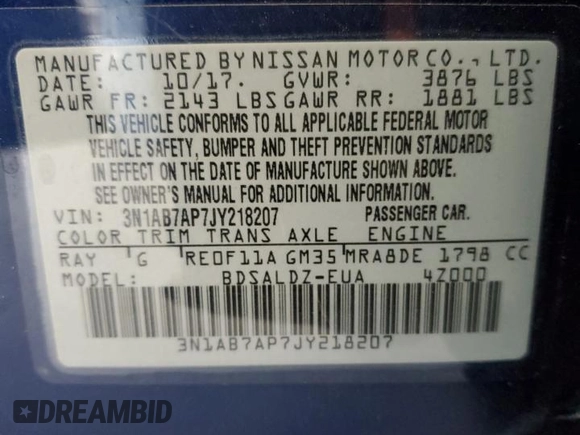 MANUFACTURED BY NISSAN MOTOR CO., LTD.
DATE: 10/17. GVWR: 3876 LBS
GAWR FR: 2143 LBS GAWR RR: 1881 LBS
THIS VEHICLE CONFORMS TO ALL APPLICABLE FEDERAL MOTOR
VEHICLE SAFETY, BUMPER AND THEFT PREVENTION STANDARDS
IN EFFECT ON THE DATE OF MANUFACTURE SHOWN ABOVE.
SEE OWNER'S MANUAL FOR ADDITIONAL INFORMATION.
VIN: 3N1AB7AP7JY218207 PASSENGER CAR.
COLOR TRIM TRANS AXLE ENGINE
RAY G RE0F11A GM35 MRA8DE 1798 CC
MODEL: BDSALDZ-EUA 4Z000
3N1AB7AP7JY218207
DREAMBID